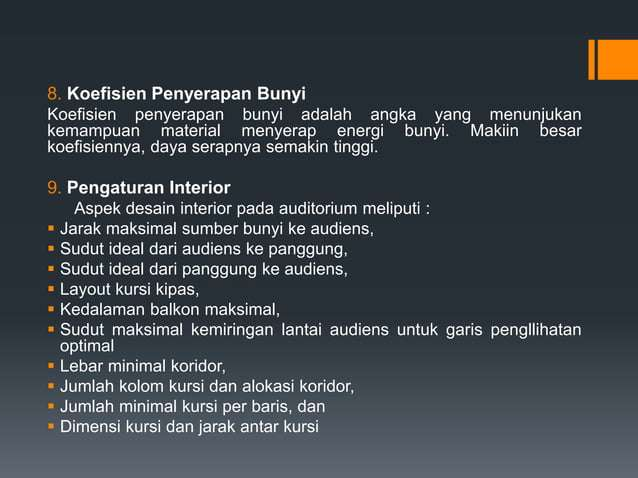 8. Koefisien Penyerapan Bunyi
Koefisien penyerapan bunyi adalah angka yang menunjukan
kemampuan material menyerap energi bunyi. Makiin besar
koefisiennya, daya serapnya semakin tinggi.
9. Pengaturan Interior
Aspek desain interior pada auditorium meliputi :
▪ Jarak maksimal sumber bunyi ke audiens,
▪ Sudut ideal dari audiens ke panggung,
▪ Sudut ideal dari panggung ke audiens,
▪ Layout kursi kipas,
▪ Kedalaman balkon maksimal,
▪ Sudut maksimal kemiringan lantai audiens untuk garis pengllihatan
optimal
▪ Lebar minimal koridor,
▪ Jumlah kolom kursi dan alokasi koridor,
▪ Jumlah minimal kursi per baris, dan
▪ Dimensi kursi dan jarak antar kursi